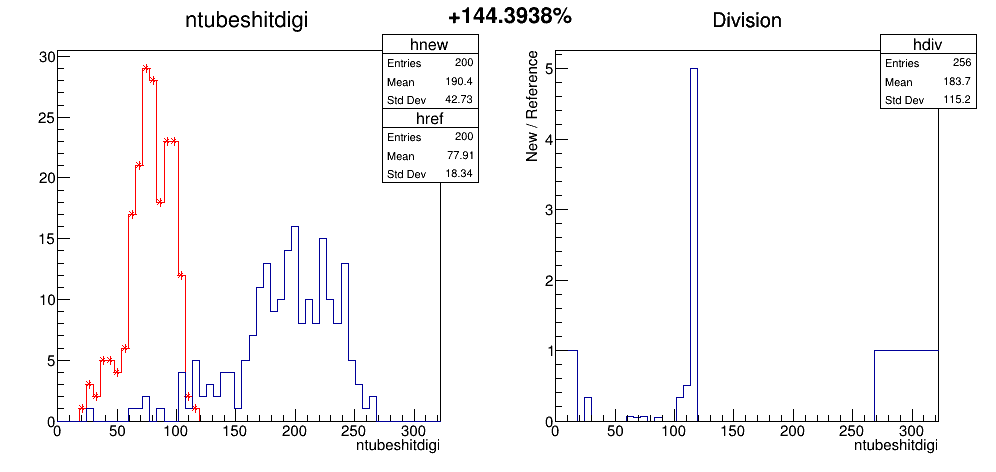 +144.3938%
ntubeshitdigi
hnew
Entries 200
Mean 190.4
Std Dev 42.73
href
Entries 200
Mean 77.91
Std Dev 18.34
30
25
20
15
10
5
0
0 50 100 150 200 250 300
ntubeshitdigi
Division
hdiv
Entries 256
Mean 183.7
Std Dev 115.2
New / Reference
5
4
3
2
1
0
0 50 100 150 200 250 300
ntubeshitdigi